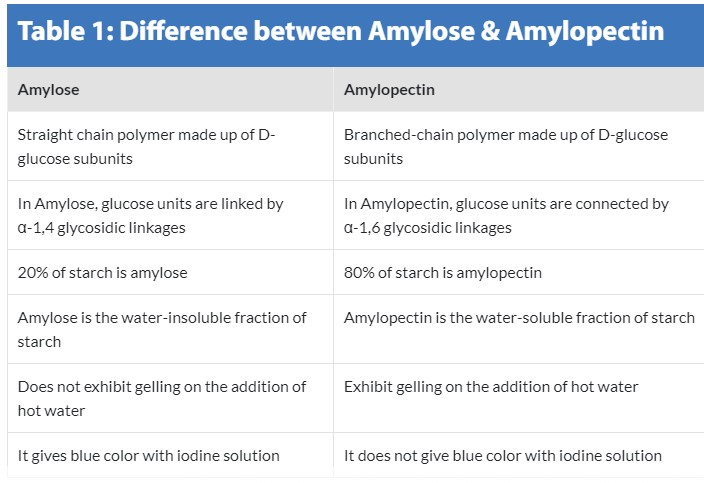 Table 1: Difference between Amylose & Amylopectin
Amylose
Amylopectin
Straight chain polymer made up of D-
glucose subunits
Branched-chain polymer made up of D-glucose
subunits
In Amylose, glucose units are linked by
α-1,4 glycosidic linkages
In Amylopectin, glucose units are connected by
α-1,6 glycosidic linkages
20% of starch is amylose
80% of starch is amylopectin
Amylose is the water-insoluble fraction of
starch
Amylopectin is the water-soluble fraction of starch
Does not exhibit gelling on the addition of
hot water
Exhibit gelling on the addition of hot water
It gives blue color with iodine solution
It does not give blue color with iodine solution